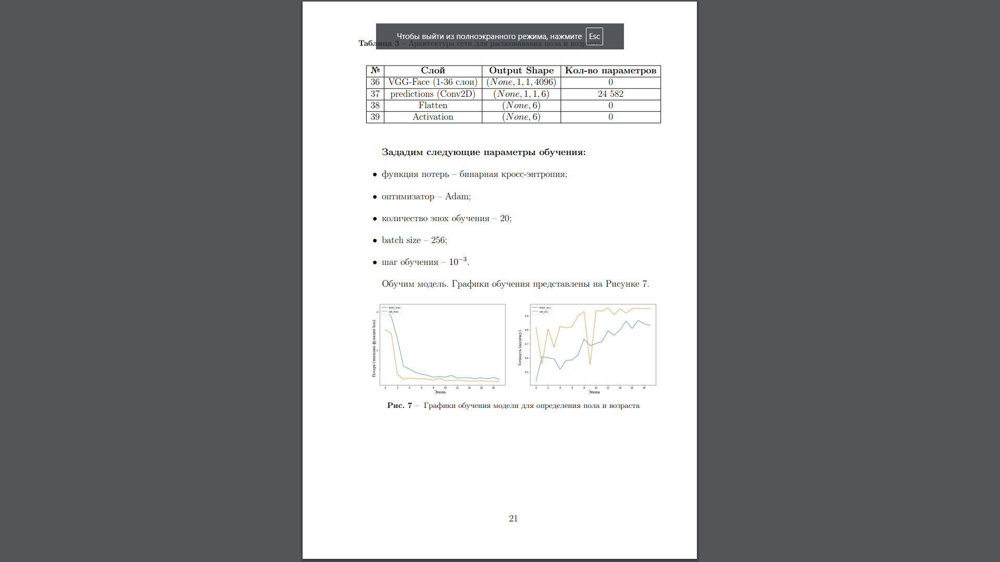 Чтобы выйти из полноэкранного режима, нажмите Esc
Таблица 3 – Архитектура сети для распознавания пола и возраста
№ Слой Output Shape Кол-во параметров
36 VGG-Face (1-36 слои) (None, 1, 1, 4096) 0
37 predictions (Conv2D) (None, 1, 1, 6) 24 582
38 Flatten (None, 6) 0
39 Activation (None, 6) 0
Зададим следующие параметры обучения:
• функция потерь – бинарная кросс-энтропия;
• оптимизатор – Adam;
• количество эпох обучения – 20;
• batch size – 256;
• шаг обучения – 10⁻³.
Обучим модель. Графики обучения представлены на Рисунке 7.
train_loss
val_loss
Потери (значение функции loss)
4
2
0 2 4 6 8 10 12 14 16 18
Эпоха
train_acc
val_acc
Точность (accuracy)
0.9
0.8
0.7
0.6
0.5
0 2 4 6 8 10 12 14 16 18
Эпоха
Рис. 7 – Графики обучения модели для определения пола и возраста
21